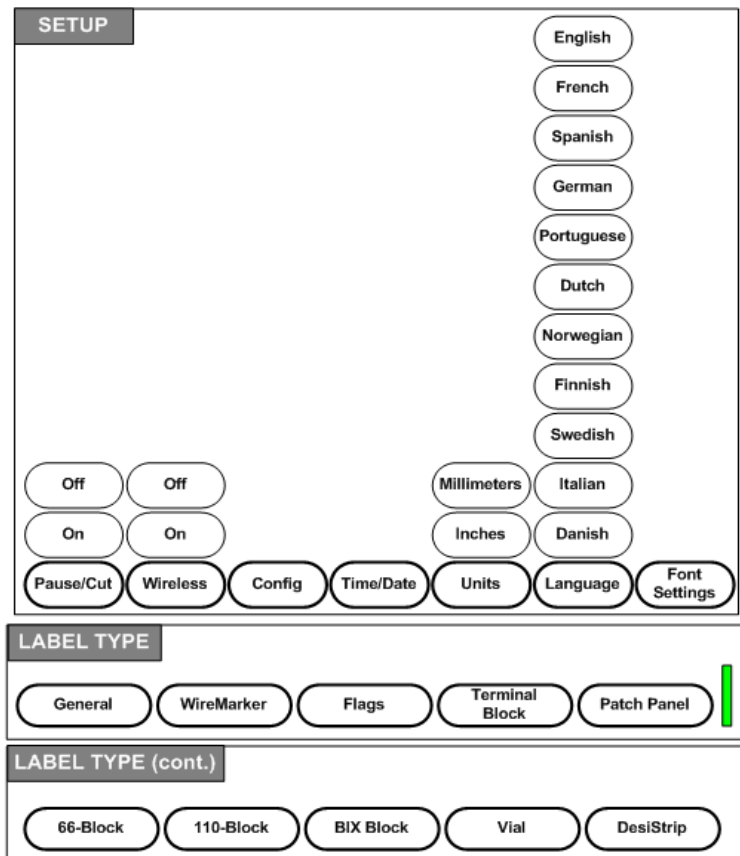 SETUP
English
French
Spanish
German
Portuguese
Dutch
Norwegian
Finnish
Swedish
Off Off Millimeters Italian
On On Inches Danish
Pause/Cut Wireless Config Time/Date Units Language Font Settings
LABEL TYPE
General WireMarker Flags Terminal Block Patch Panel
LABEL TYPE (cont.)
66-Block 110-Block BIX Block Vial DesiStrip